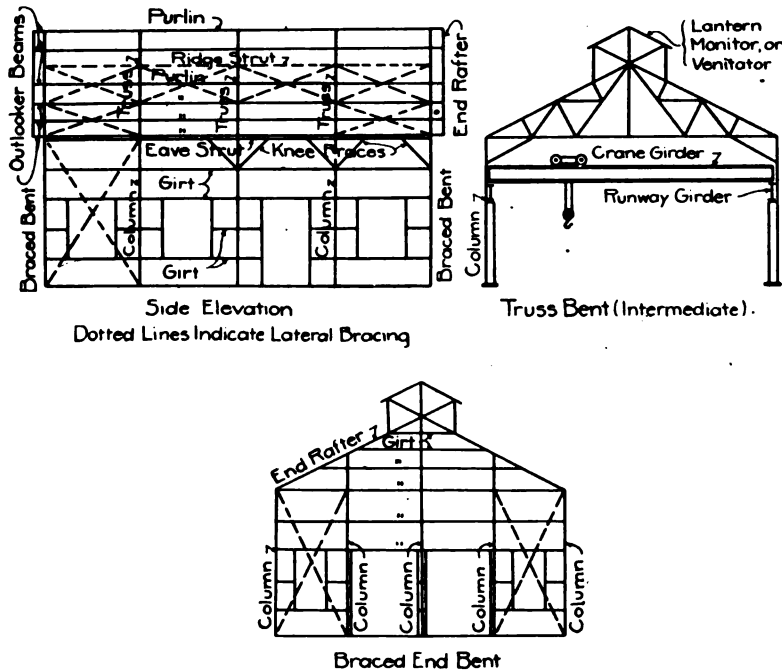 Purlin
Outlooker Beams
Ridge Strut
Purlin
Truss
"
Truss
"
Truss
End Rafter
Eave Strut
Knee Braces
Girt
Braced Bent
Column
Column
Braced Bent
Girt
Side Elevation
Dotted Lines Indicate Lateral Bracing
Lantern
Monitor, or
Venitator
Crane Girder
Runway Girder
Column
Truss Bent (Intermediate).
End Rafter
Girt
"
"
"
"
Column
Column
Column
Column
Column
Braced End Bent